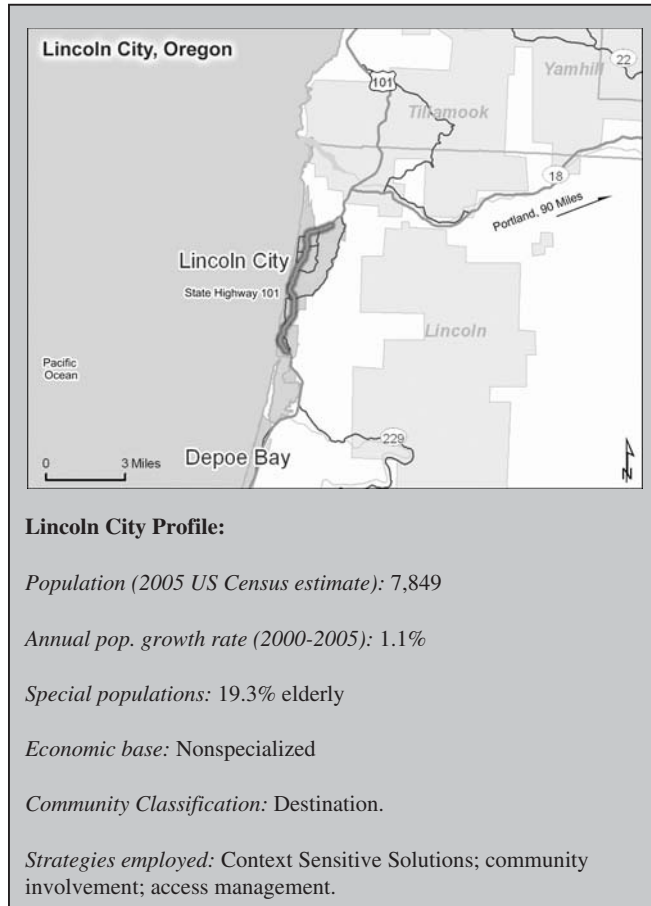 Lincoln City, Oregon
101
22
Yamhill
Tillamook
18
Portland, 90 Miles
Lincoln City
State Highway 101
Lincoln
Pacific
Ocean
229
Depoe Bay
0 3 Miles
N
Lincoln City Profile:
Population (2005 US Census estimate): 7,849
Annual pop. growth rate (2000-2005): 1.1%
Special populations: 19.3% elderly
Economic base: Nonspecialized
Community Classification: Destination.
Strategies employed: Context Sensitive Solutions; community
involvement; access management.